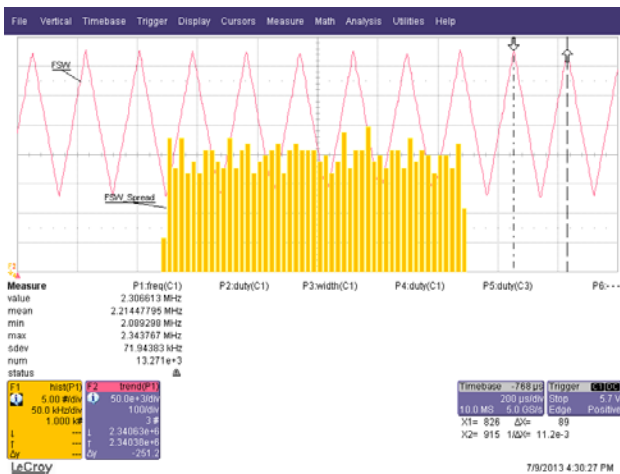 File Vertical Timebase Trigger Display Cursors Measure Math Analysis Utilities Help
FSW
FSW_Spread
F2
Measure P1:freq(C1) P2:duty(C1) P3:width(C1) P4:duty(C1) P5:duty(C3) P6:- - -
value 2.306613 MHz
mean 2.21447795 MHz
min 2.089298 MHz
max 2.343767 MHz
sdev 71.94383 kHz
num 13.271e+3
status
F1 hist(P1) F2 trend(P1) Timebase -768 µs Trigger C1 DC
5.00 #/div 50.0e+3/div 200 µs/div Stop 5.7 V
50.0 kHz/div 100/div 10.0 MS 5.0 GS/s Edge Positive
1.000 k# 3 # X1= 826 ΔX= 89
--- 2.34063e+6 X2= 915 1/ΔX= 11.2e-3
--- 2.34038e+6
Δy --- Δy -251.2
LeCroy 7/9/2013 4:30:27 PM